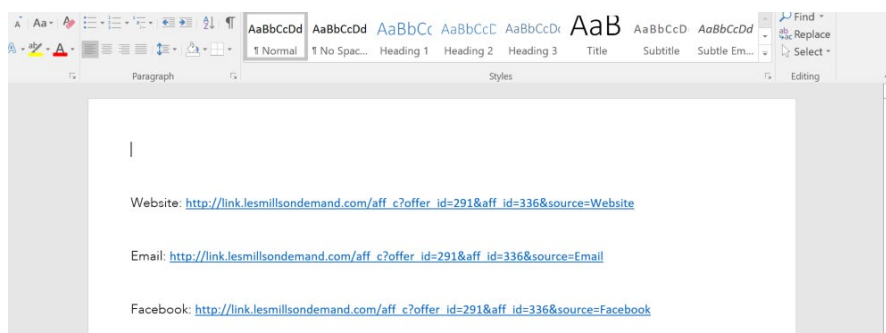 A Aa A Z
AaBbCcDd AaBbCcDd AaBbCc AaBbCcC AaBbCcDc AaB AaBbCcD AaBbCcDd
¶ Normal ¶ No Spac... Heading 1 Heading 2 Heading 3 Title Subtitle Subtle Em...
Find
Replace
Select
Paragraph Styles Editing
Website: http://link.lesmillsondemand.com/aff_c?offer_id=291&aff_id=336&source=Website
Email: http://link.lesmillsondemand.com/aff_c?offer_id=291&aff_id=336&source=Email
Facebook: http://link.lesmillsondemand.com/aff_c?offer_id=291&aff_id=336&source=Facebook